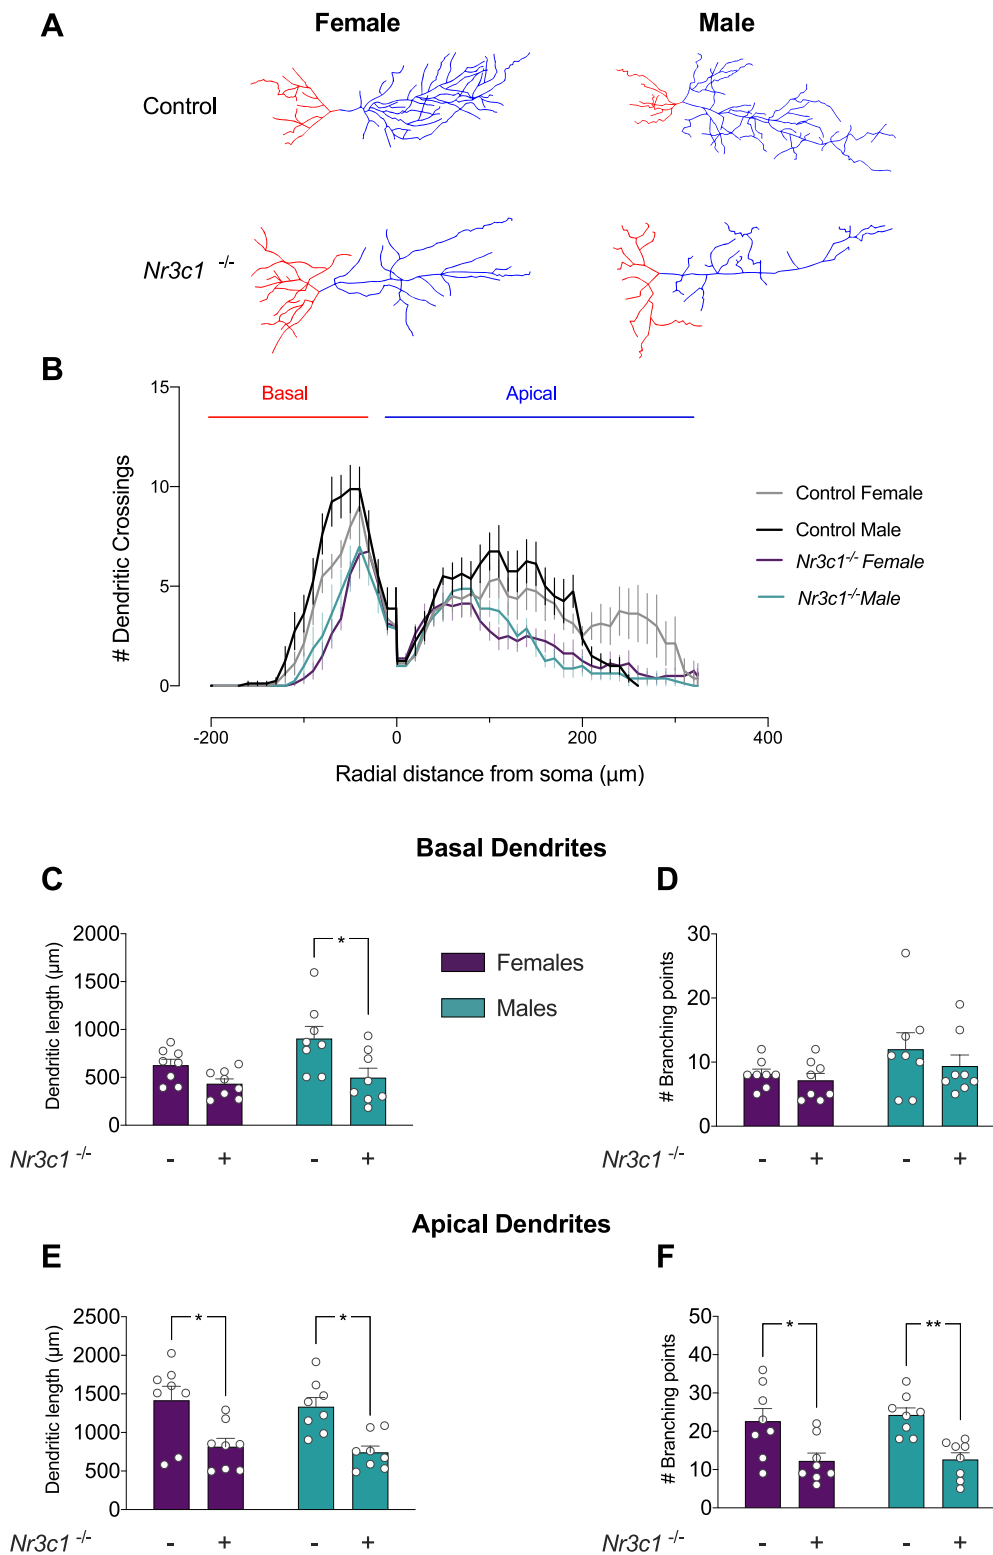 A
Female
Male
Control
Nr3c1 -/-
B
15
Basal
Apical
10
5
0
# Dendritic Crossings
Control Female
Control Male
Nr3c1-/- Female
Nr3c1-/-Male
-200
0
200
400
Radial distance from soma (µm)
Basal Dendrites
C
D
2000
1500
1000
500
0
Dendritic length (µm)
*
Females
Males
30
20
10
0
# Branching points
Nr3c1 -/-
-
+
-
+
Nr3c1 -/-
-
+
-
+
Apical Dendrites
E
F
2500
2000
1500
1000
500
0
Dendritic length (µm)
*
*
50
40
30
20
10
0
# Branching points
*
**
Nr3c1 -/-
-
+
-
+
Nr3c1 -/-
-
+
-
+